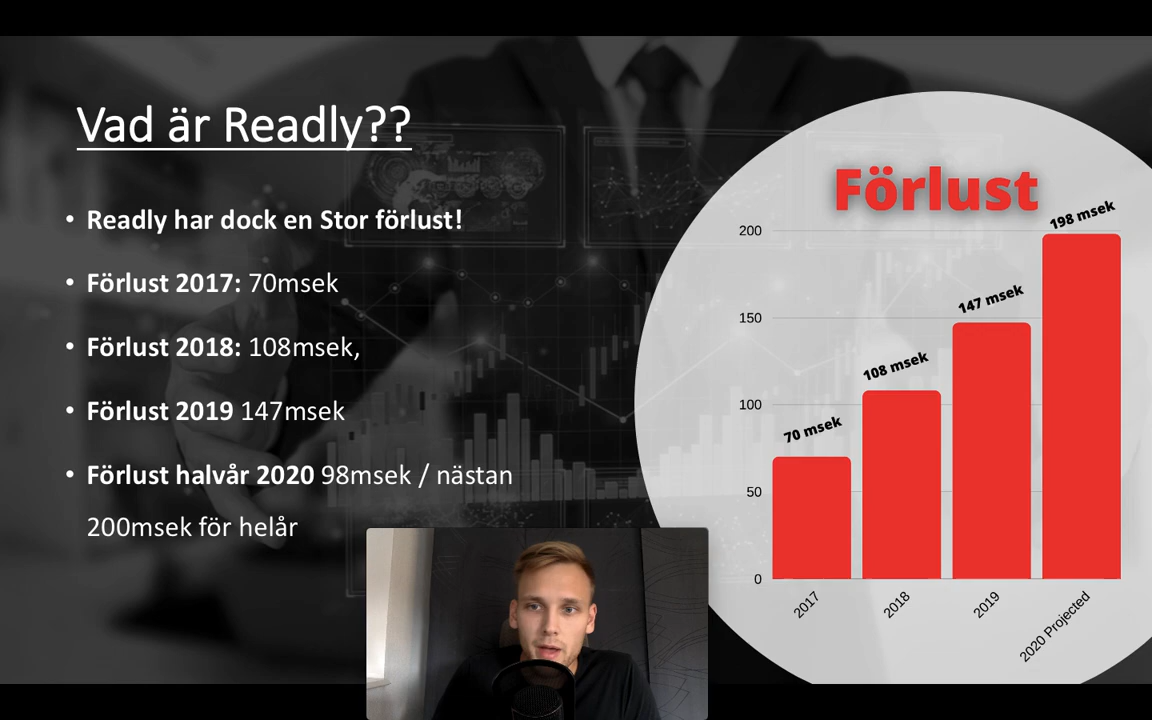 Vad är Readly??
• Readly har dock en Stor förlust!
• Förlust 2017: 70msek
• Förlust 2018: 108msek,
• Förlust 2019 147msek
• Förlust halvår 2020 98msek / nästan
200msek för helår
Förlust
200
150
100
50
0
70 msek
108 msek
147 msek
198 msek
2017
2018
2019
2020 Projected